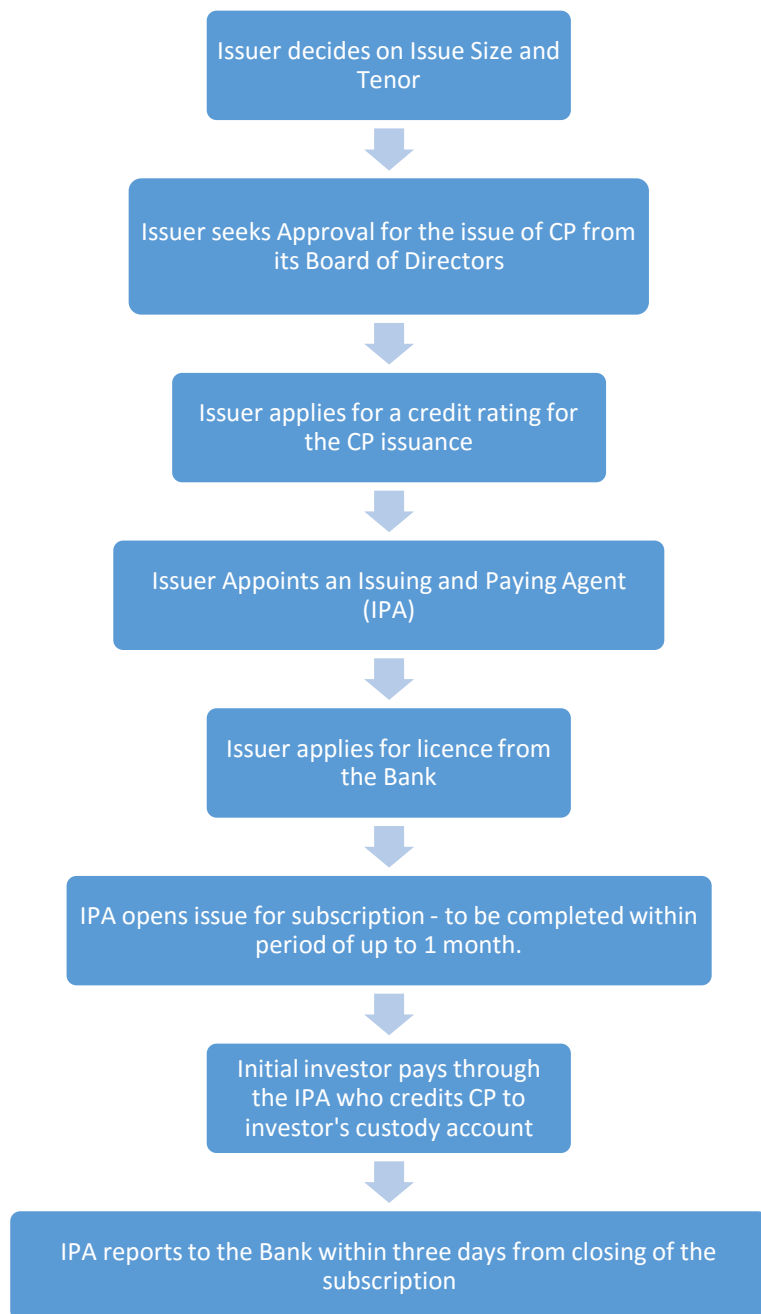 Issuer decides on Issue Size and
Tenor
Issuer seeks Approval for the issue of CP from
its Board of Directors
Issuer applies for a credit rating for
the CP issuance
Issuer Appoints an Issuing and Paying Agent
(IPA)
Issuer applies for licence from
the Bank
IPA opens issue for subscription - to be completed within
period of up to 1 month.
Initial investor pays through
the IPA who credits CP to
investor's custody account
IPA reports to the Bank within three days from closing of the
subscription